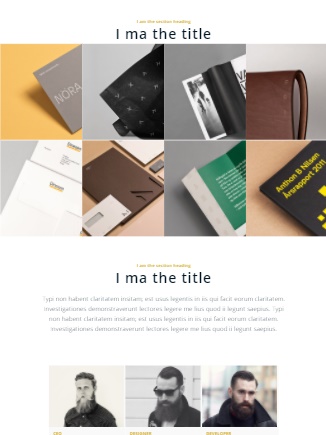 I am the section heading
I ma the title
NORA
Anthon B Nilsen
Årsrapport 2011
I am the section heading
I ma the title
Typi non habent claritatem insitam; est usus legentis in iis qui facit eorum claritatem.
Investigationes demonstraverunt lectores legere me lius quod ii legunt saepius. Typi
non habent claritatem insitam; est usus legentis in iis qui facit eorum claritatem.
Investigationes demonstraverunt lectores legere me lius quod ii legunt saepius.
CEO
DESIGNER
DEVELOPER